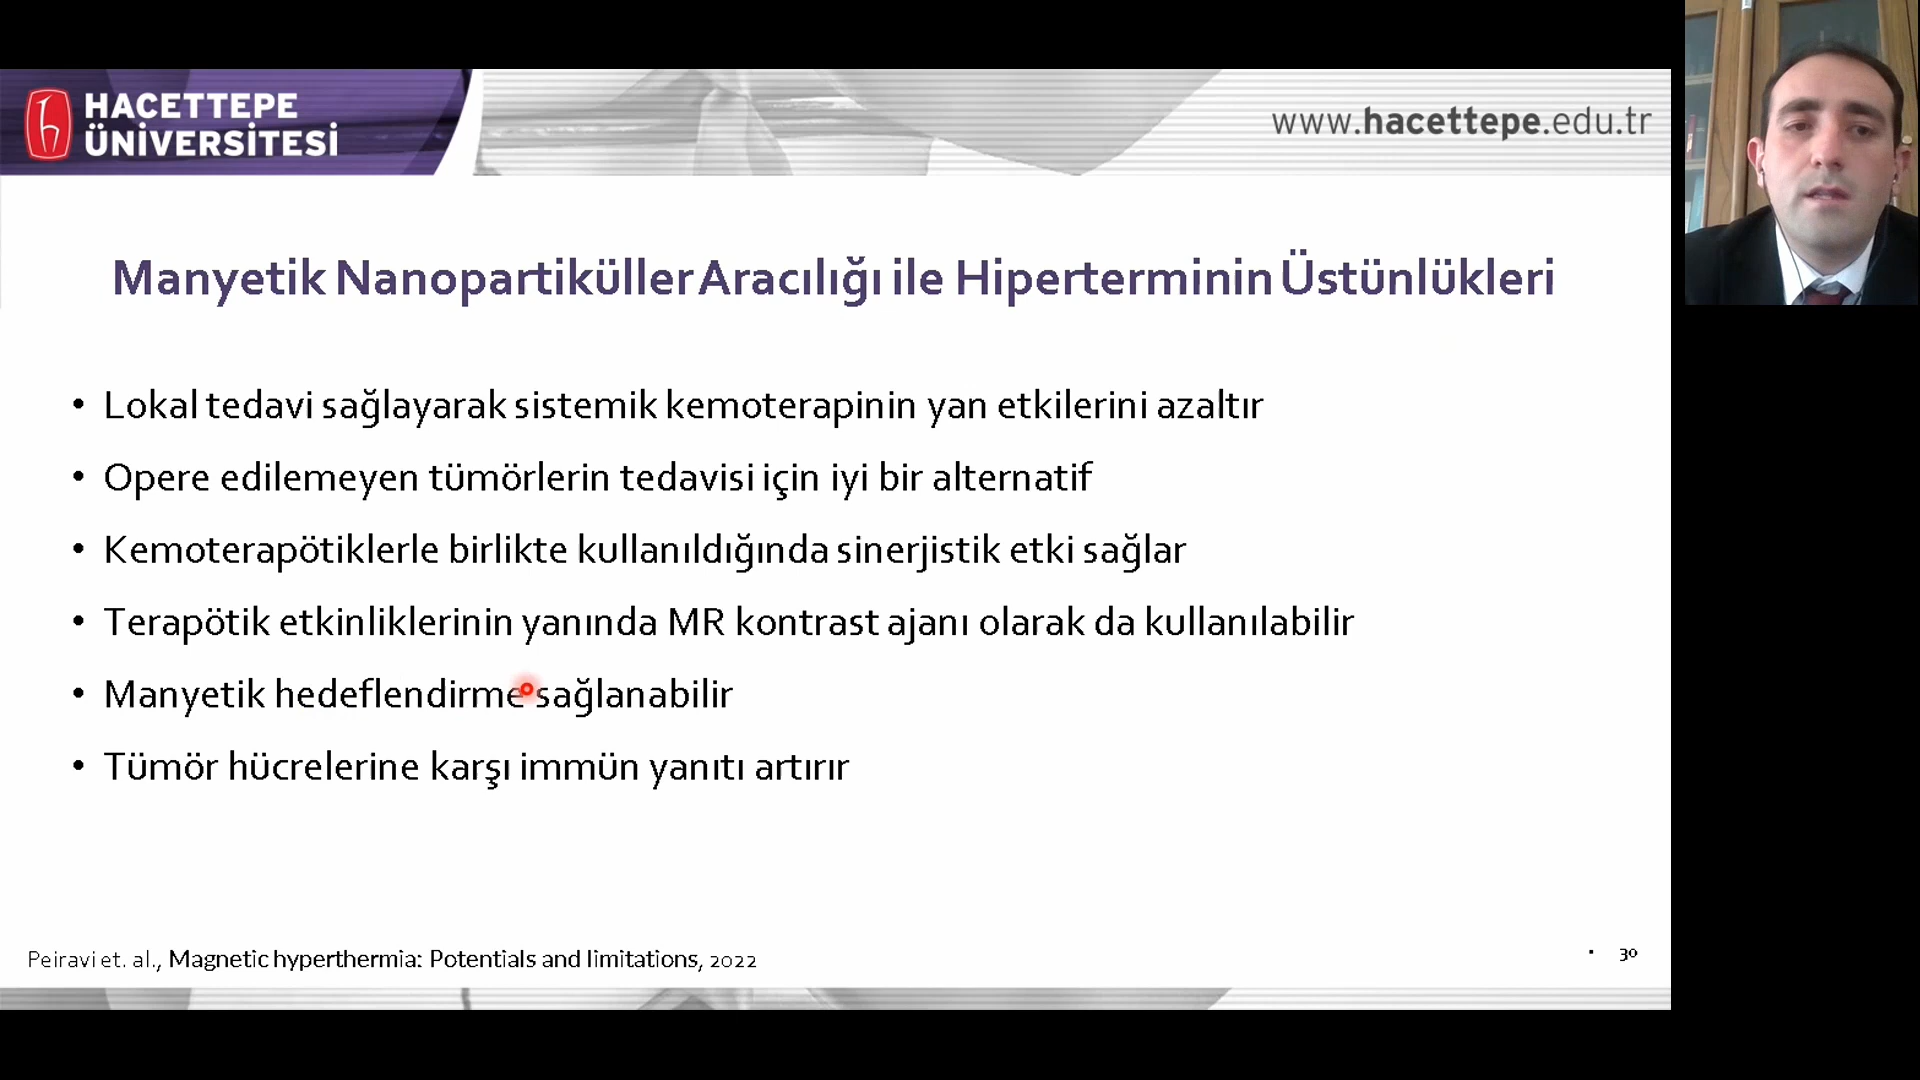 HACETTEPE
ÜNİVERSİTESİ
www.hacettepe.edu.tr
Manyetik Nanopartiküller Aracılığı ile Hiperterminin Üstünlükleri
• Lokal tedavi sağlayarak sistemik kemoterapinin yan etkilerini azaltır
• Opere edilemeyen tümörlerin tedavisi için iyi bir alternatif
• Kemoterapötiklerle birlikte kullanıldığında sinerjistik etki sağlar
• Terapötik etkinliklerinin yanında MR kontrast ajanı olarak da kullanılabilir
• Manyetik hedeflendirme sağlanabilir
• Tümör hücrelerine karşı immün yanıtı artırır
Peiravi et. al., Magnetic hyperthermia: Potentials and limitations, 2022
• 30